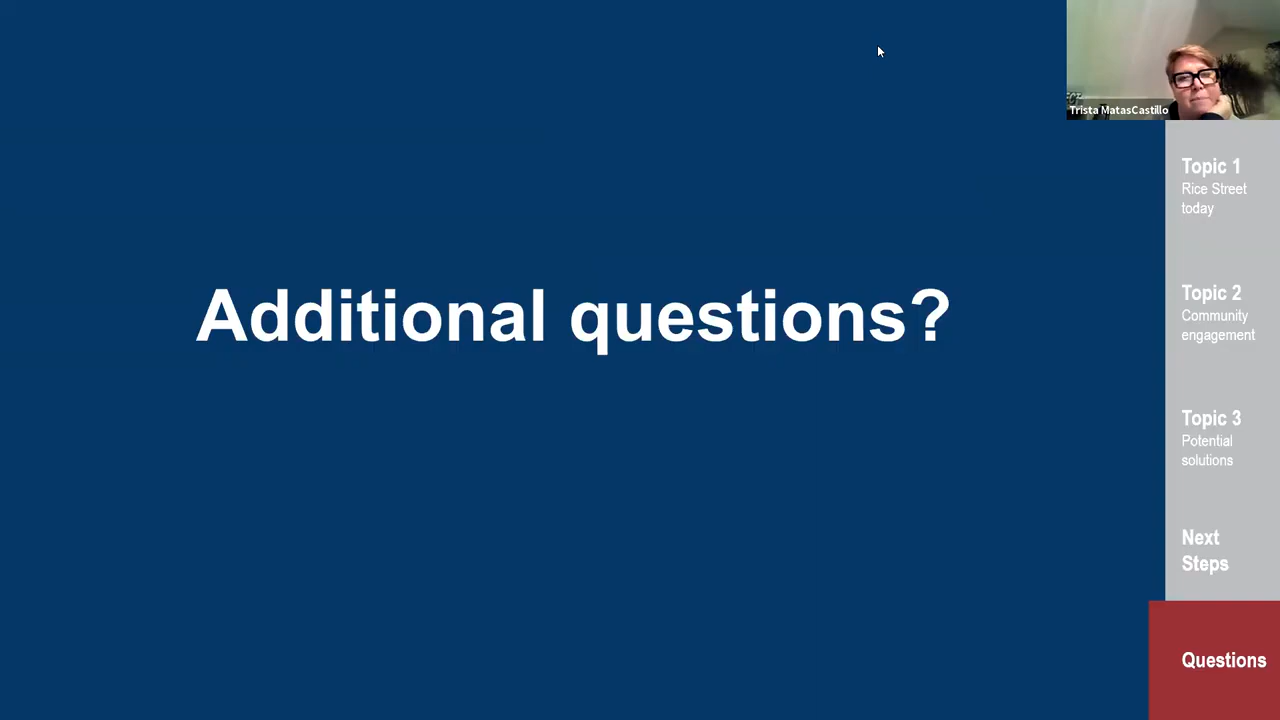 Additional questions?
Trista MatasCastillo
Topic 1
Rice Street
today
Topic 2
Community
engagement
Topic 3
Potential
solutions
Next
Steps
Questions